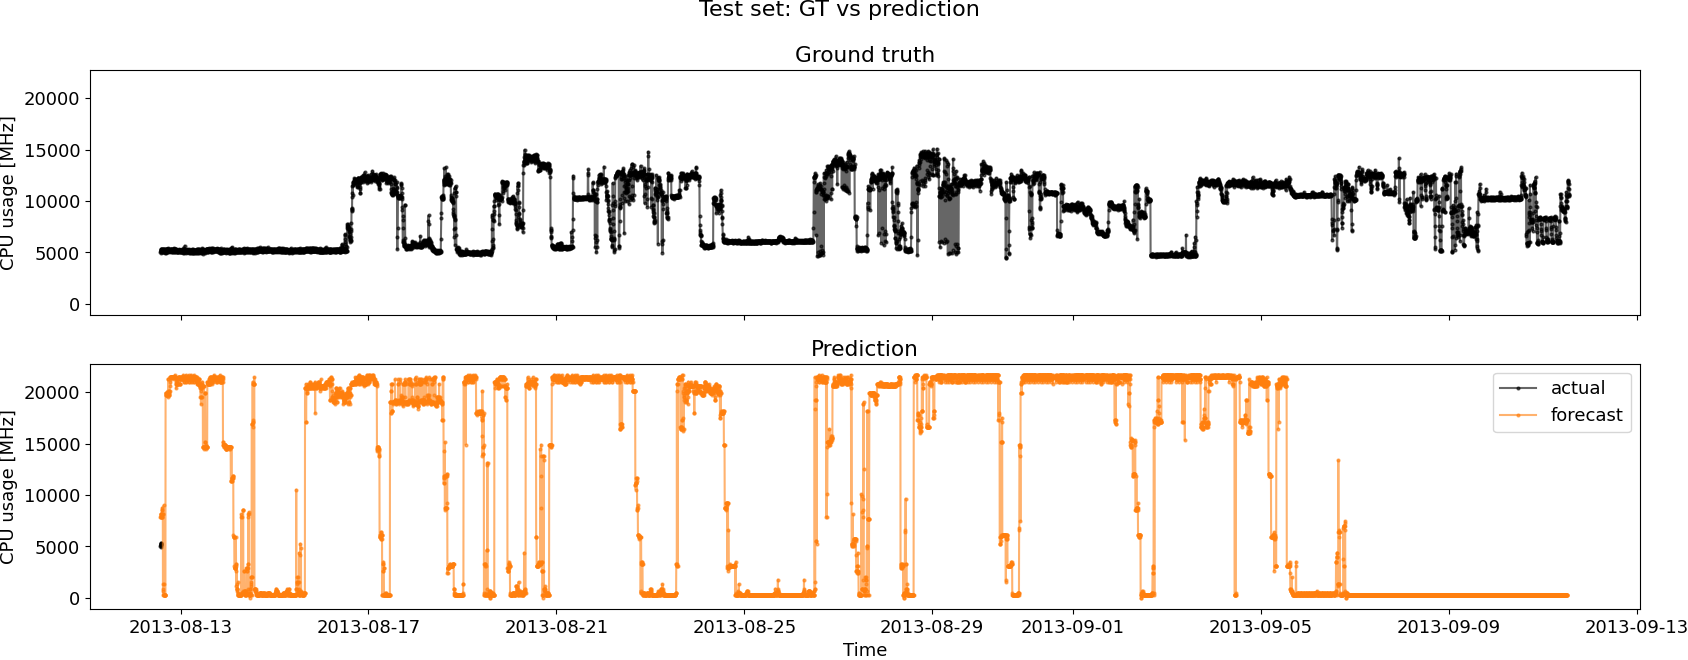 Test set: GT vs prediction
Ground truth
CPU usage [MHz]
20000
15000
10000
5000
0
Prediction
CPU usage [MHz]
20000
15000
10000
5000
0
actual
forecast
2013-08-13 2013-08-17 2013-08-21 2013-08-25 2013-08-29 2013-09-01 2013-09-05 2013-09-09 2013-09-13
Time